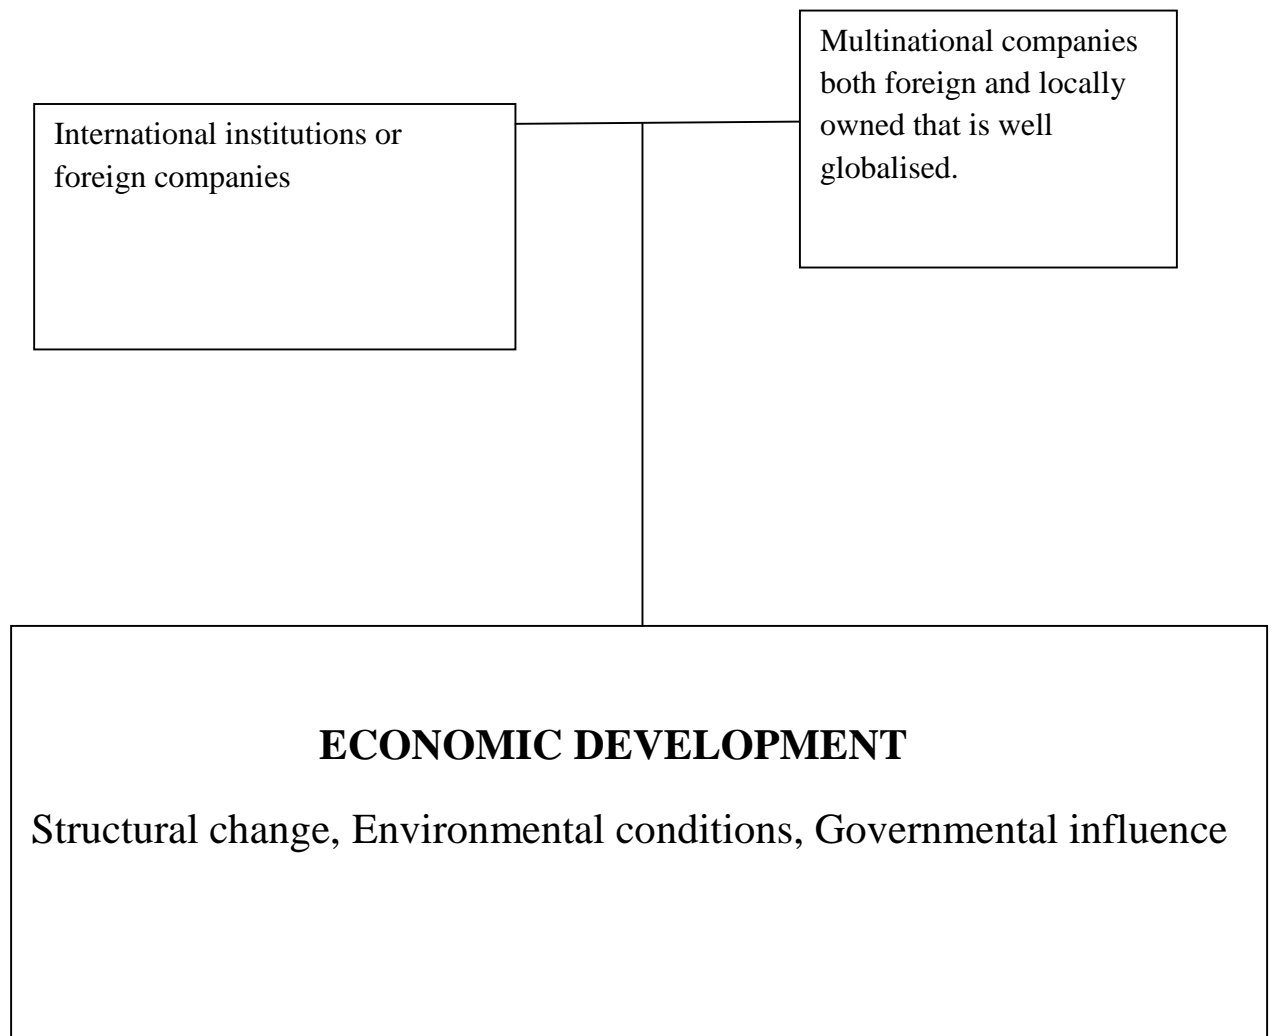 International institutions or
foreign companies
Multinational companies
both foreign and locally
owned that is well
globalised.
ECONOMIC DEVELOPMENT
Structural change, Environmental conditions, Governmental influence